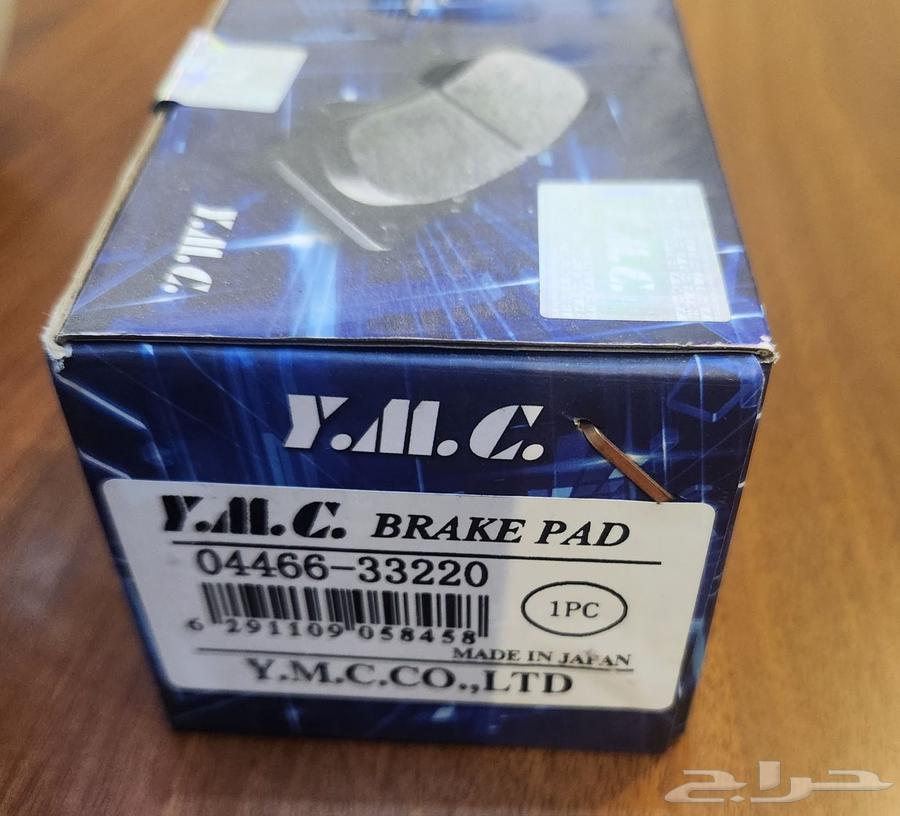 Y.M.C.
Y.M.C.
Y.M.C. BRAKE PAD
04466-33220
6 291109 058458
1PC
MADE IN JAPAN
Y.M.C.CO.,LTD
حراج